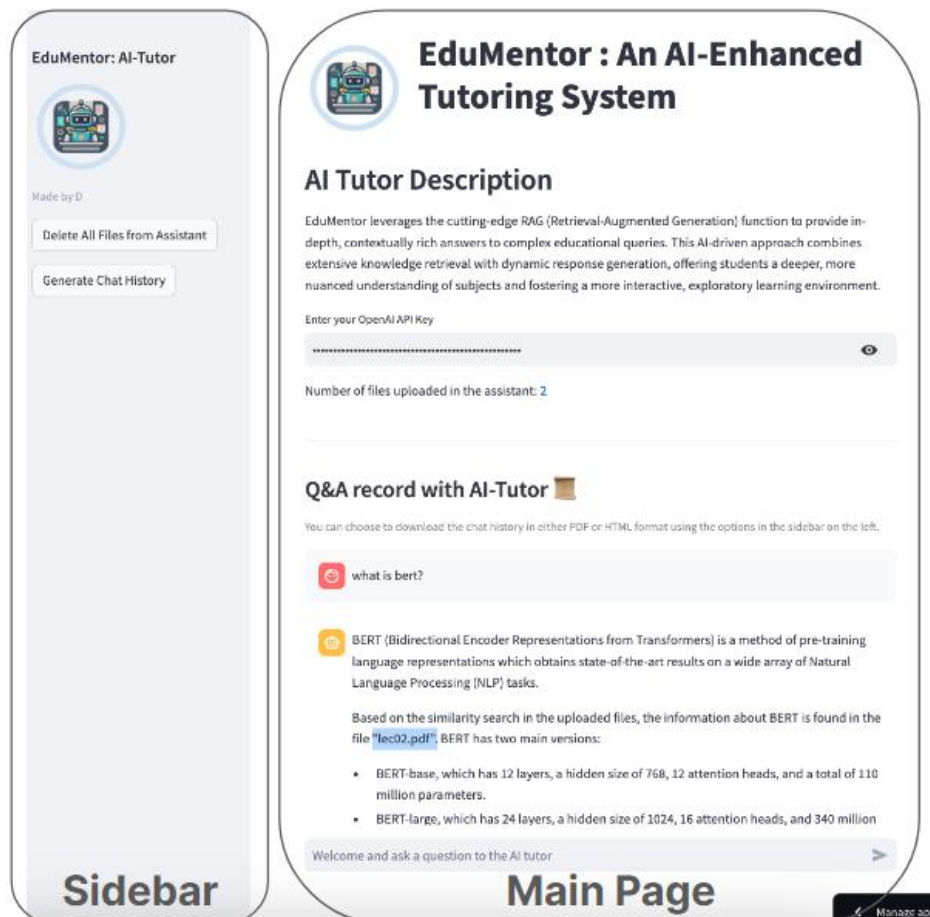 EduMentor: AI-Tutor
Made by D
Delete All Files from Assistant
Generate Chat History
Sidebar
EduMentor : An AI-Enhanced
Tutoring System
AI Tutor Description
EduMentor leverages the cutting-edge RAG (Retrieval-Augmented Generation) function to provide in-
depth, contextually rich answers to complex educational queries. This AI-driven approach combines
extensive knowledge retrieval with dynamic response generation, offering students a deeper, more
nuanced understanding of subjects and fostering a more interactive, exploratory learning environment.
Enter your OpenAI API Key
Number of files uploaded in the assistant: 2
Q&A record with AI-Tutor
You can choose to download the chat history in either PDF or HTML format using the options in the sidebar on the left.
what is bert?
BERT (Bidirectional Encoder Representations from Transformers) is a method of pre-training
language representations which obtains state-of-the-art results on a wide array of Natural
Language Processing (NLP) tasks.
Based on the similarity search in the uploaded files, the information about BERT is found in the
file "lec02.pdf". BERT has two main versions:
• BERT-base, which has 12 layers, a hidden size of 768, 12 attention heads, and a total of 110
million parameters.
• BERT-large, which has 24 layers, a hidden size of 1024, 16 attention heads, and 340 million
Welcome and ask a question to the AI tutor
Main Page
Manage ap